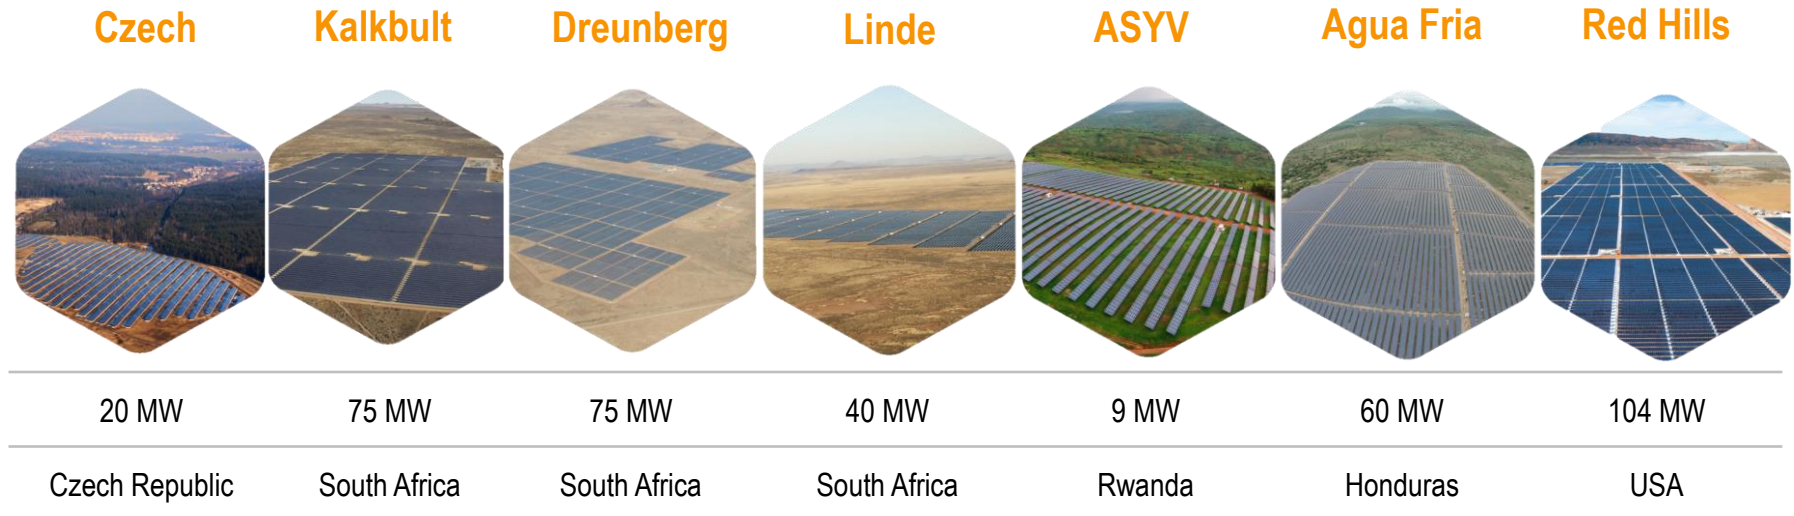 Czech Kalkbult Dreunberg Linde ASYV Agua Fria Red Hills
20 MW 75 MW 75 MW 40 MW 9 MW 60 MW 104 MW
Czech Republic South Africa South Africa South Africa Rwanda Honduras USA